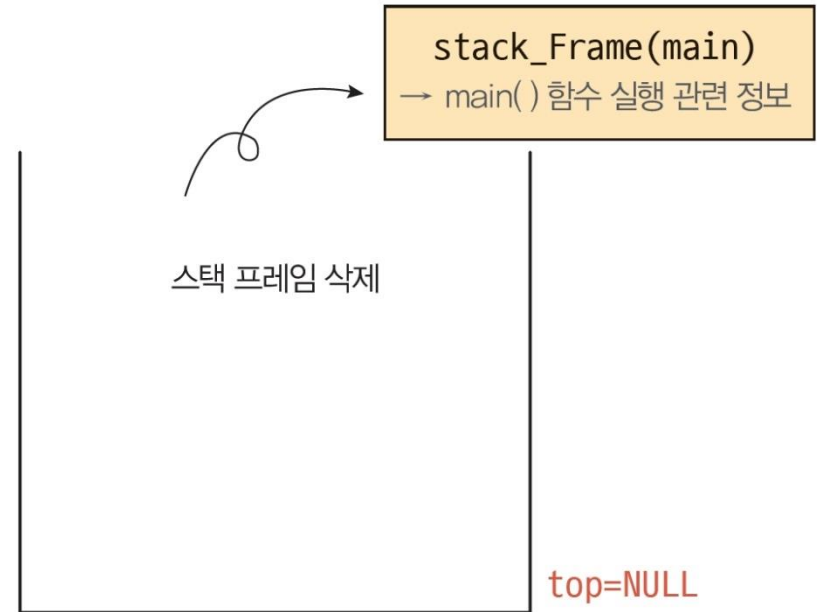 stack_Frame(main)
→ main( ) 함수 실행 관련 정보
스택 프레임 삭제
top=NULL